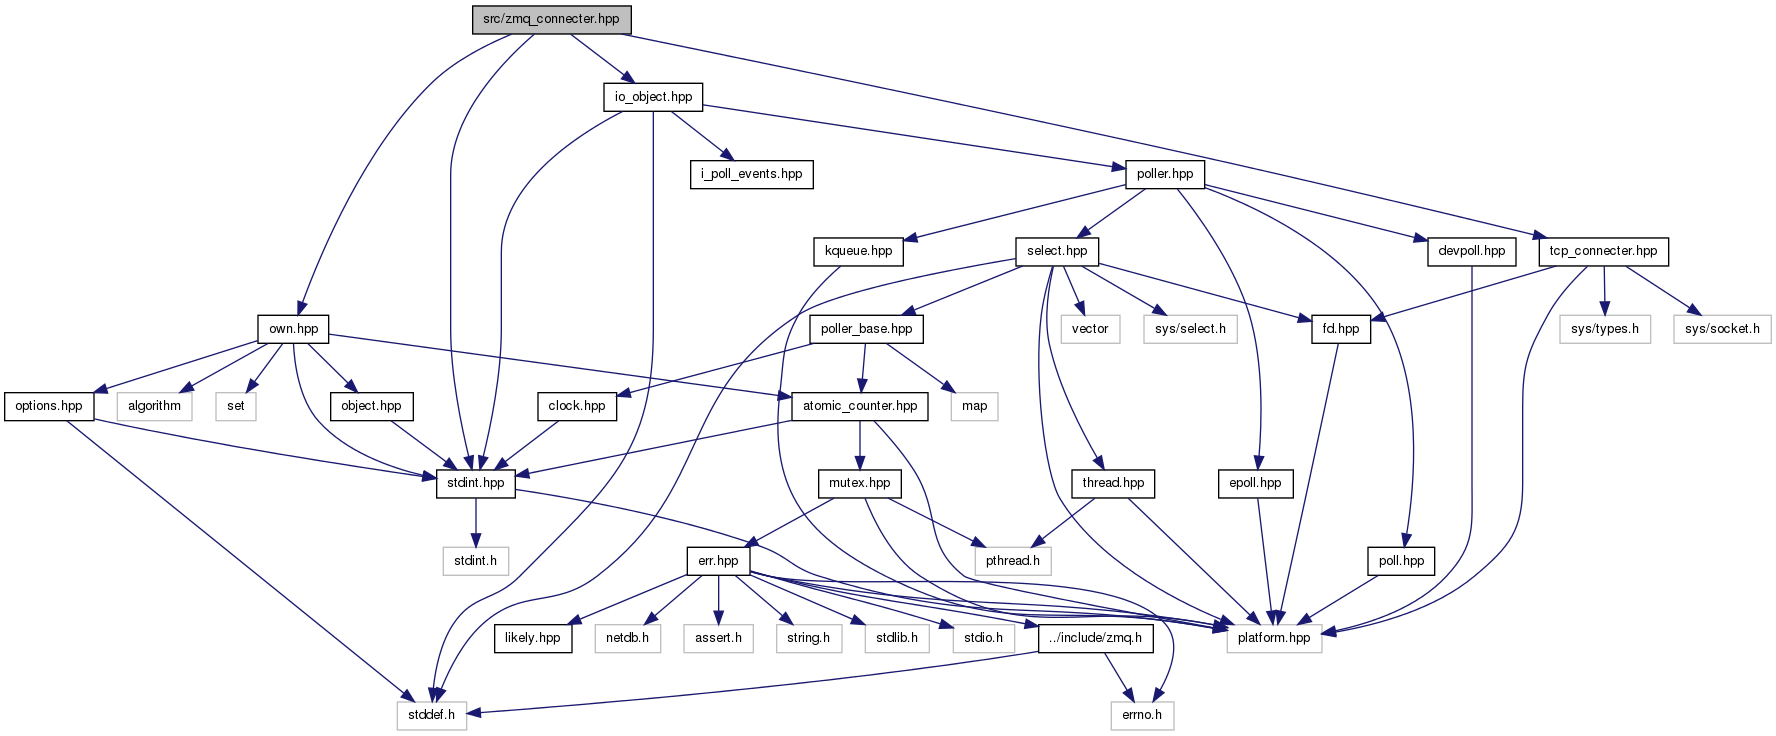 src/zmq_connecter.hpp
io_object.hpp
i_poll_events.hpp
poller.hpp
kqueue.hpp
select.hpp
devpoll.hpp
tcp_connecter.hpp
own.hpp
poller_base.hpp
vector
sys/select.h
fd.hpp
sys/types.h
sys/socket.h
options.hpp
algorithm
set
object.hpp
clock.hpp
atomic_counter.hpp
map
stdint.hpp
mutex.hpp
thread.hpp
epoll.hpp
stdint.h
err.hpp
pthread.h
poll.hpp
likely.hpp
netdb.h
assert.h
string.h
stdlib.h
stdio.h
../include/zmq.h
platform.hpp
stddef.h
errno.h